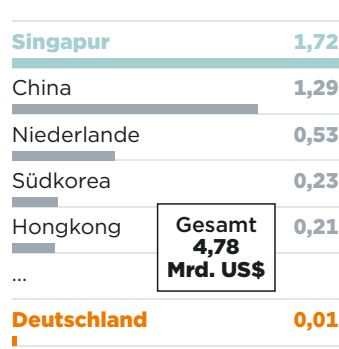 Singapur 1,72
China 1,29
Niederlande 0,53
Südkorea 0,23
Hongkong 0,21
Gesamt
4,78
Mrd. US$
...
Deutschland 0,01